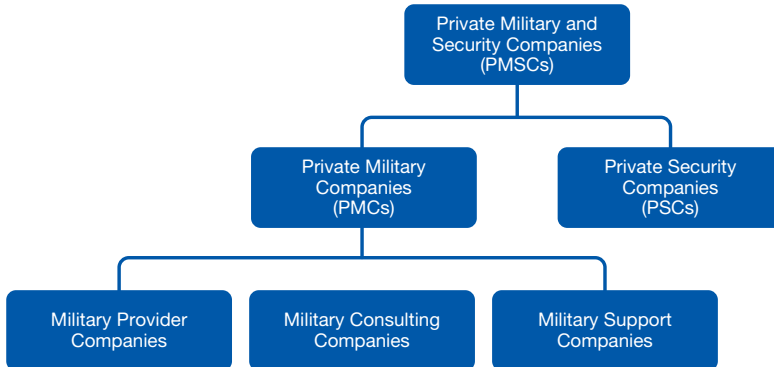 Private Military and
Security Companies
(PMSCs)
Private Military
Companies
(PMCs)
Private Security
Companies
(PSCs)
Military Provider
Companies
Military Consulting
Companies
Military Support
Companies